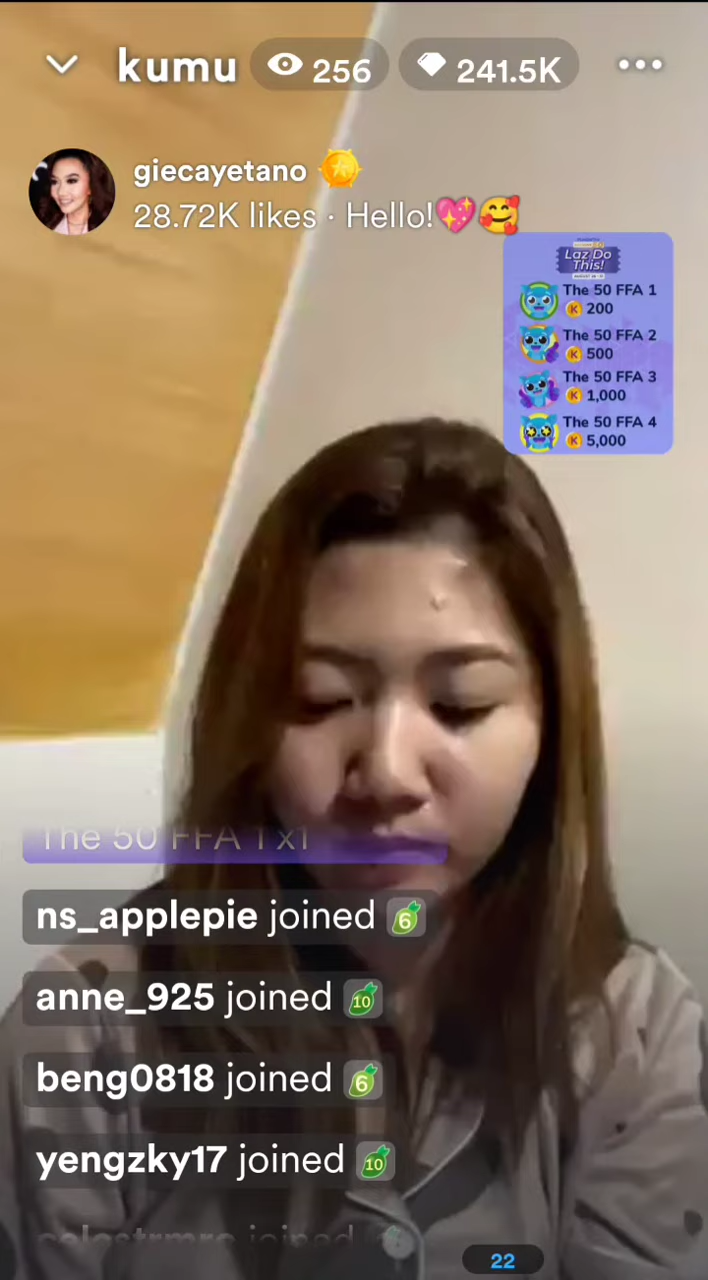 kumu 256 241.5K
giecayetano
28.72K likes · Hello!💖🥰
Laz Do
This!
The 50 FFA 1
K 200
The 50 FFA 2
K 500
The 50 FFA 3
K 1,000
The 50 FFA 4
K 5,000
The 50 FFA 1 x1
ns_applepie joined 6
anne_925 joined 10
beng0818 joined 6
yengzky17 joined 10
joined
22